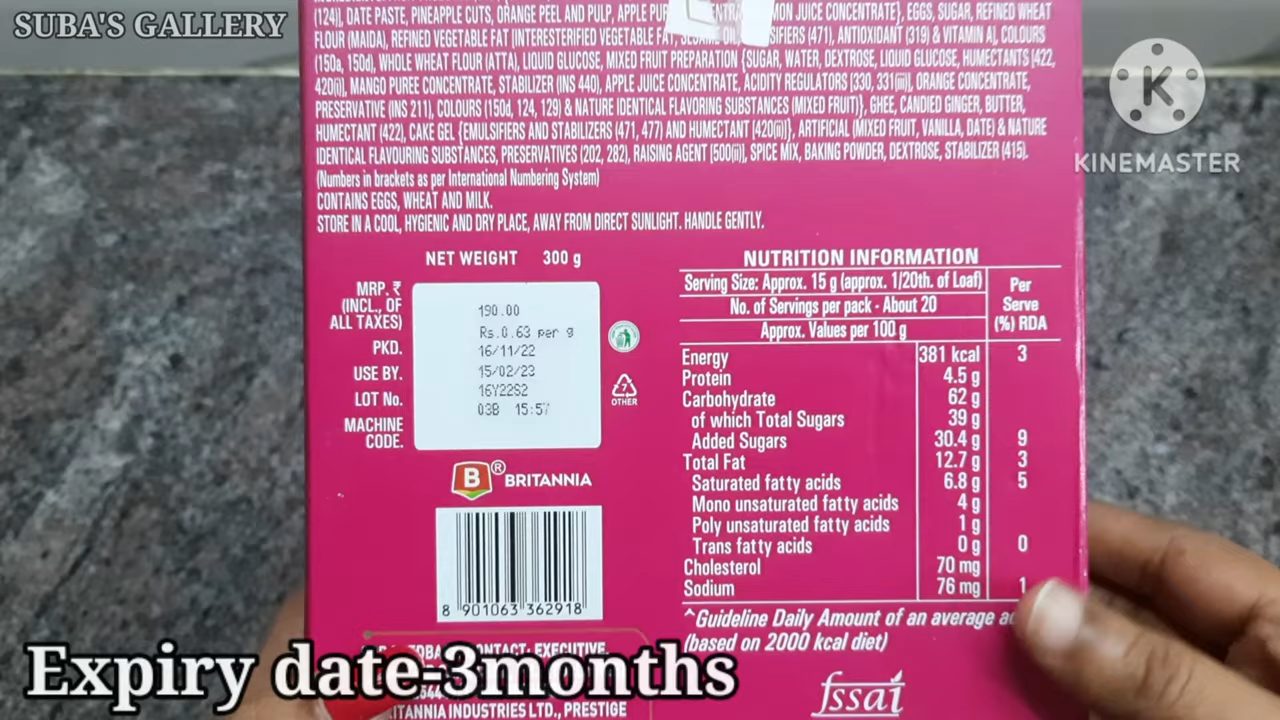 SUBA'S GALLERY
(124)], DATE PASTE, PINEAPPLE CUTS, ORANGE PEEL AND PULP, APPLE JUICE CONCENTRATE}, EGGS, SUGAR, REFINED WHEAT
FLOUR (MAIDA), REFINED VEGETABLE FAT [INTERESTERIFIED VEGETABLE FAT, OIL, (471), ANTIOXIDANT (319) & VITAMIN A], COLOURS
(150a, 150d), WHOLE WHEAT FLOUR (ATTA), LIQUID GLUCOSE, MIXED FRUIT PREPARATION {SUGAR, WATER, DEXTROSE, LIQUID GLUCOSE, HUMECTANTS [422,
420(i)], MANGO PUREE CONCENTRATE, STABILIZER (INS 440), APPLE JUICE CONCENTRATE, ACIDITY REGULATORS [330, 331(iii)], ORANGE CONCENTRATE,
PRESERVATIVE (INS 211), COLOURS (150d, 124, 129) & NATURE IDENTICAL FLAVORING SUBSTANCES (MIXED FRUIT)}, GHEE, CANDIED GINGER, BUTTER,
HUMECTANT (422), CAKE GEL {EMULSIFIERS AND STABILIZERS (471, 477) AND HUMECTANT [420(ii)]}, ARTIFICIAL (MIXED FRUIT, VANILLA, DATE) & NATURE
IDENTICAL FLAVOURING SUBSTANCES, PRESERVATIVES (202, 282), RAISING AGENT [500(ii)], SPICE MIX, BAKING POWDER, DEXTROSE, STABILIZER (415).
(Numbers in brackets as per International Numbering System)
CONTAINS EGGS, WHEAT AND MILK.
STORE IN A COOL, HYGIENIC AND DRY PLACE, AWAY FROM DIRECT SUNLIGHT. HANDLE GENTLY.
K
KINEMASTER
NET WEIGHT 300 g
MRP. ₹
(INCL., OF
ALL TAXES)
PKD.
USE BY.
LOT No.
MACHINE
CODE.
190.00
Rs.0.63 per g
16/11/22
15/02/23
16Y22S2
03B 15:57
7
OTHER
B ® BRITANNIA
8 901063 362918
NUTRITION INFORMATION
Serving Size: Approx. 15 g (approx. 1/20th. of Loaf) Per
No. of Servings per pack - About 20 Serve
Approx. Values per 100 g (%) RDA
Energy 381 kcal 3
Protein 4.5 g
Carbohydrate 62 g
of which Total Sugars 39 g
Added Sugars 30.4 g 9
Total Fat 12.7 g 3
Saturated fatty acids 6.8 g 5
Mono unsaturated fatty acids 4 g
Poly unsaturated fatty acids 1 g
Trans fatty acids 0 g 0
Cholesterol 70 mg
Sodium 76 mg 1
^Guideline Daily Amount of an average
(based on 2000 kcal diet)
fssai
EXECUTIVE,
INDUSTRIES LTD., PRESTIGE
Expiry date-3months